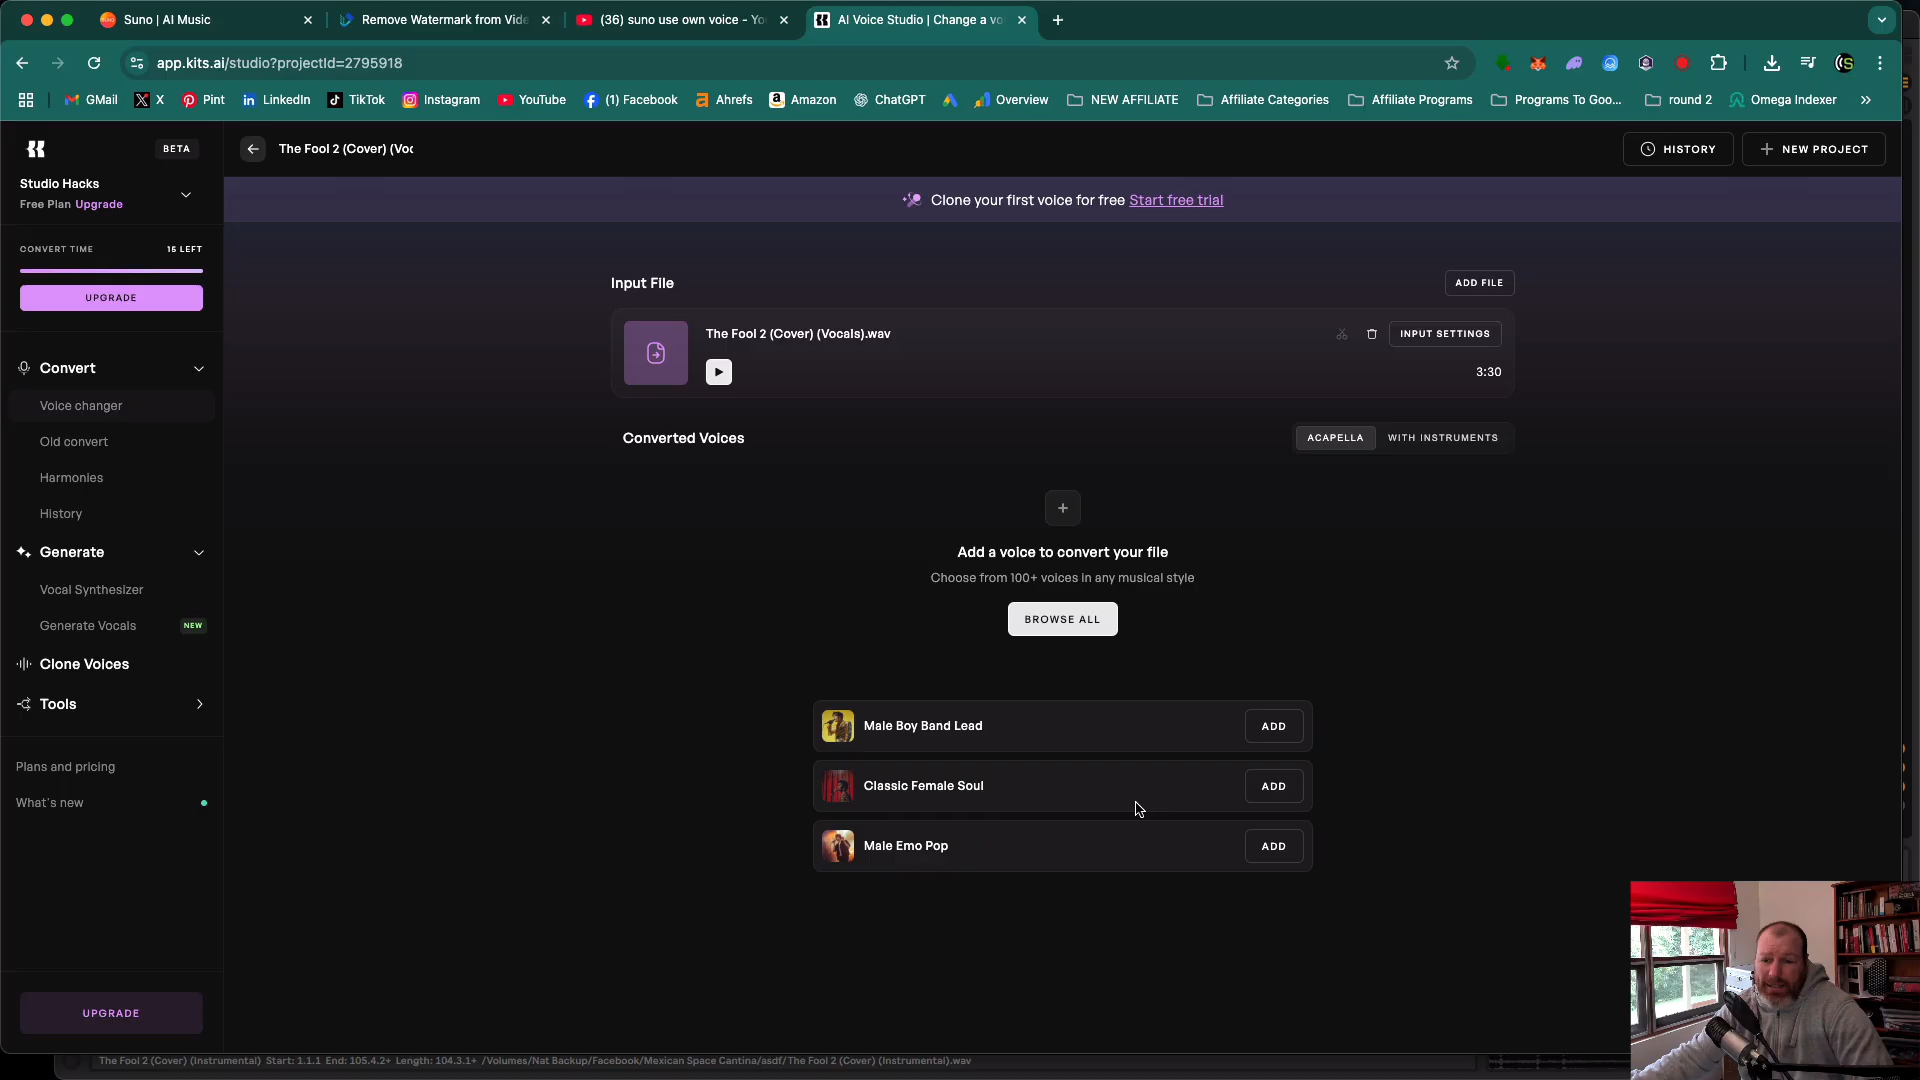 Suno | AI Music
Remove Watermark from Vide
(36) suno use own voice - Yo
AI Voice Studio | Change a vo
app.kits.ai/studio?projectId=2795918
GMail
X
Pint
LinkedIn
TikTok
Instagram
YouTube
(1) Facebook
Ahrefs
Amazon
ChatGPT
Overview
NEW AFFILIATE
Affiliate Categories
Affiliate Programs
Programs To Goo...
round 2
Omega Indexer
BETA
The Fool 2 (Cover) (Voc
HISTORY
NEW PROJECT
Studio Hacks
Free Plan Upgrade
Clone your first voice for free Start free trial
CONVERT TIME 15 LEFT
UPGRADE
Input File
ADD FILE
The Fool 2 (Cover) (Vocals).wav
INPUT SETTINGS
3:30
Convert
Voice changer
Old convert
Harmonies
History
Generate
Vocal Synthesizer
Generate Vocals NEW
Clone Voices
Tools
Plans and pricing
What's new
UPGRADE
Converted Voices
ACAPELLA
WITH INSTRUMENTS
Add a voice to convert your file
Choose from 100+ voices in any musical style
BROWSE ALL
Male Boy Band Lead
ADD
Classic Female Soul
ADD
Male Emo Pop
ADD
The Fool 2 (Cover) (Instrumental) Start: 1.1.1 End: 105.4.2+ Length: 104.3.1+ /Volumes/Nat Backup/Facebook/Mexican Space Cantina/asdf/The Fool 2 (Cover) (Instrumental).wav